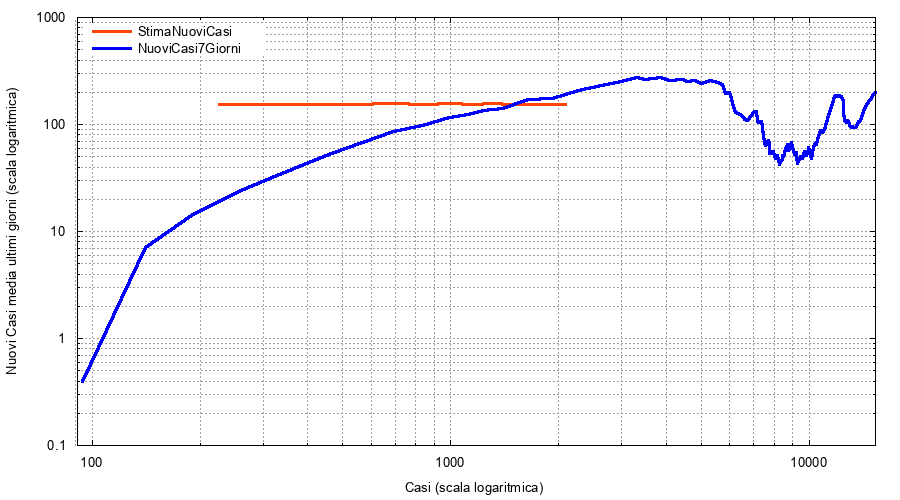 StimaNuoviCasi
NuoviCasi7Giorni
1000
100
10
1
0.1
Nuovi Casi media ultimi giorni (scala logaritmica)
100 1000 10000
Casi (scala logaritmica)